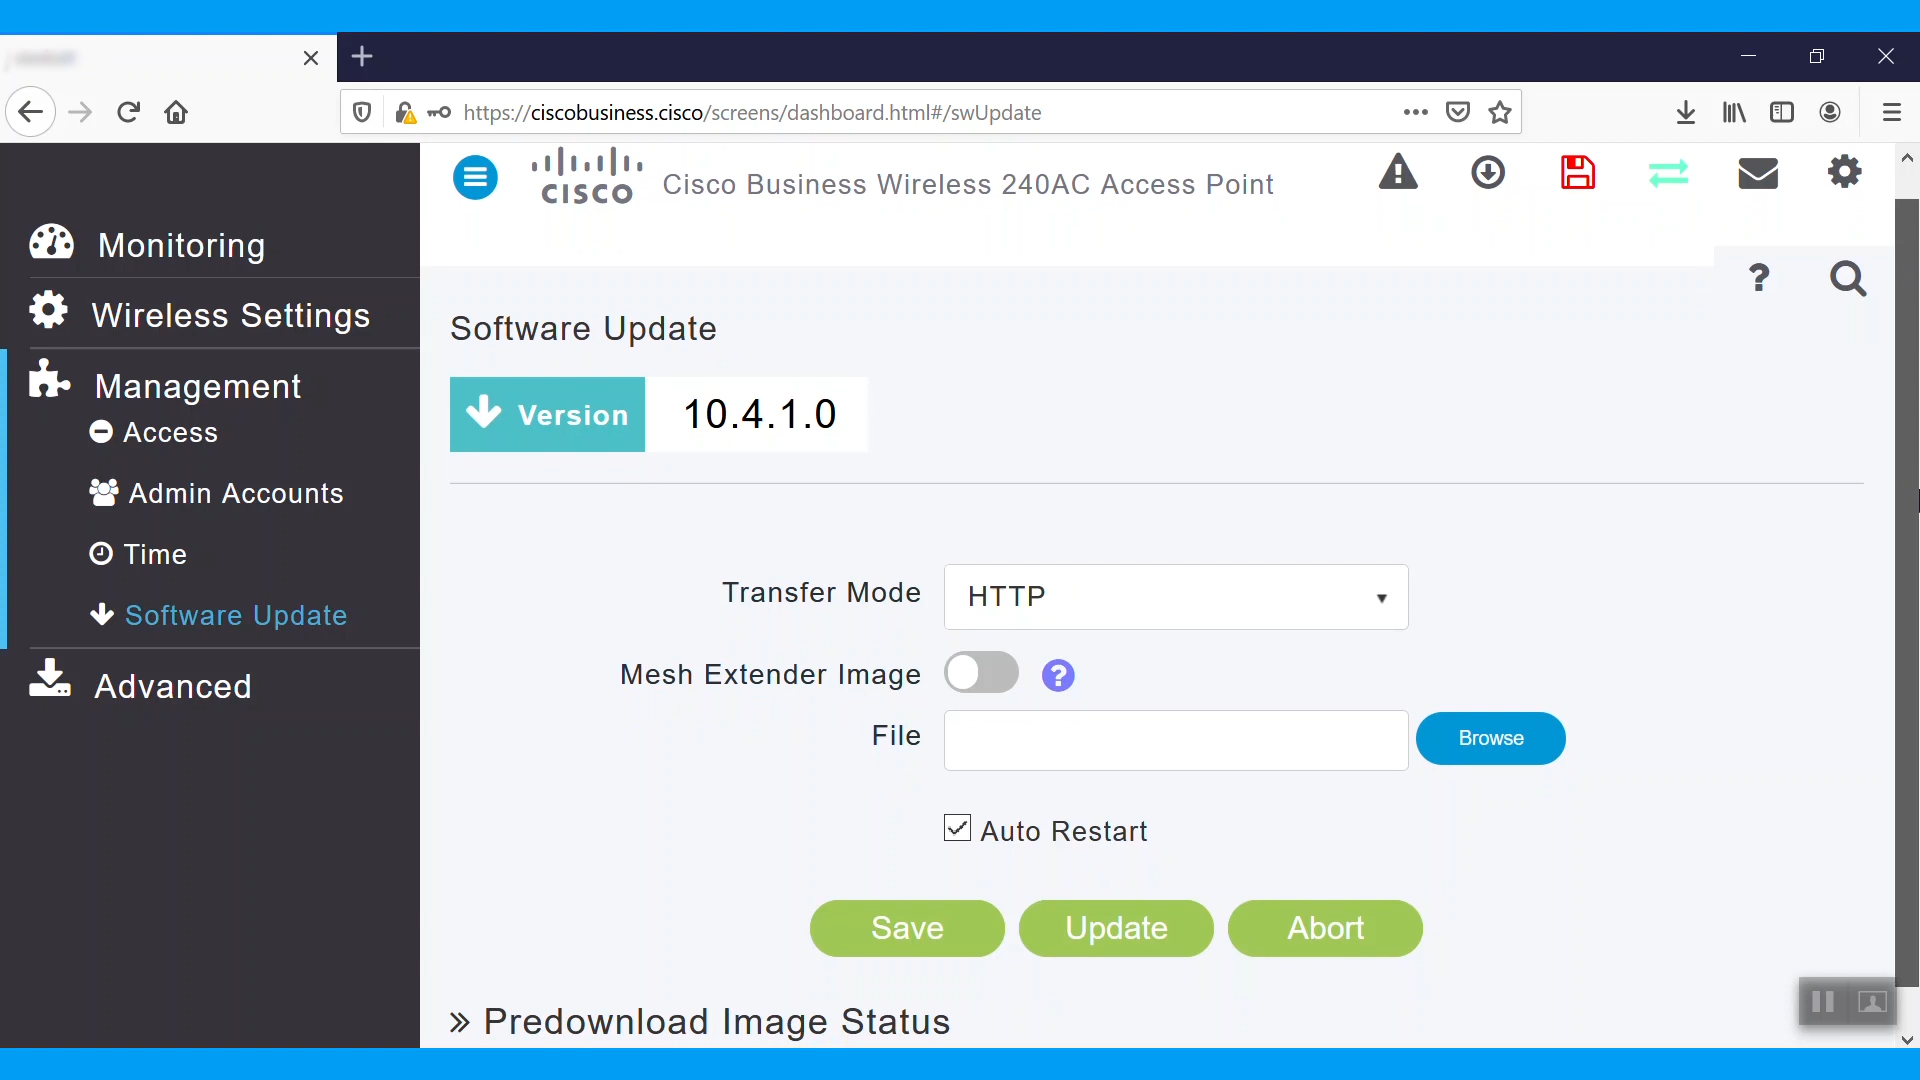 https://ciscobusiness.cisco/screens/dashboard.html#/swUpdate
CISCO
Cisco Business Wireless 240AC Access Point
Monitoring
Wireless Settings
Management
Access
Admin Accounts
Time
Software Update
Advanced
?
Software Update
Version 10.4.1.0
Transfer Mode HTTP
Mesh Extender Image ?
File Browse
Auto Restart
Save Update Abort
» Predownload Image Status